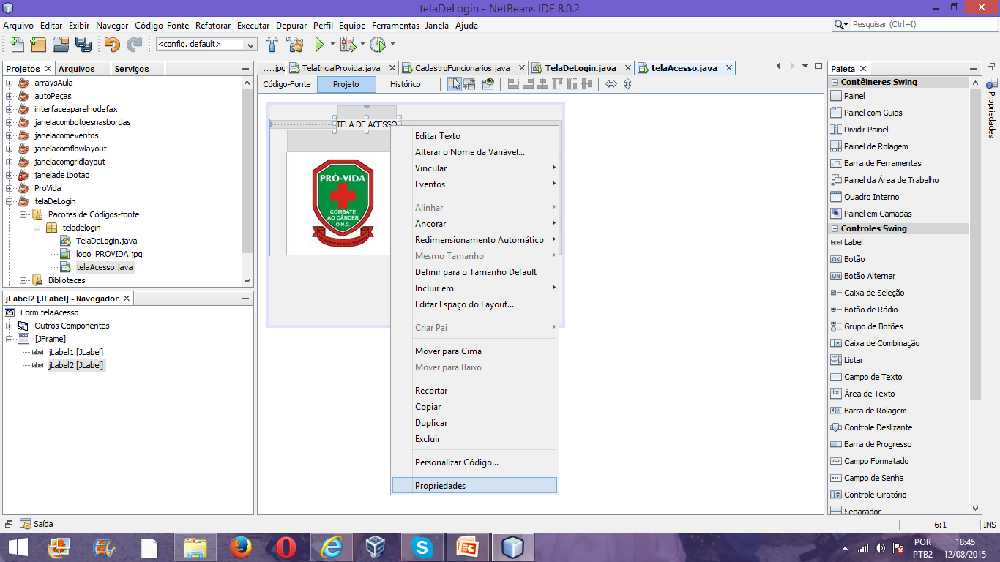 telaDeLogin - NetBeans IDE 8.0.2
Arquivo Editar Exibir Navegar Código-Fonte Refatorar Executar Depurar Perfil Equipe Ferramentas Janela Ajuda
Pesquisar (Ctrl+I)
<config. default>
Projetos
Arquivos
Serviços
arraysAula
autoPeças
interfaceaparelhodefax
janelacombotoesnasbordas
janelacomeventos
janelacomflowlayout
janelacomgridlayout
janelade1botao
ProVida
telaDeLogin
Pacotes de Códigos-fonte
teladelogin
TelaDeLogin.java
logo_PROVIDA.jpg
telaAcesso.java
Bibliotecas
jLabel2 [JLabel] - Navegador
Form telaAcesso
Outros Componentes
[JFrame]
label jLabel1 [JLabel]
label jLabel2 [JLabel]
....jpg
TelaIncialProvida.java
CadastroFuncionarios.java
TelaDeLogin.java
telaAcesso.java
Código-Fonte
Projeto
Histórico
TELA DE ACESSO
PRÓ-VIDA
COMBATE
AO CÂNCER
O.N.G.
Editar Texto
Alterar o Nome da Variável...
Vincular
Eventos
Alinhar
Ancorar
Redimensionamento Automático
Mesmo Tamanho
Definir para o Tamanho Default
Incluir em
Editar Espaço do Layout...
Criar Pai
Mover para Cima
Mover para Baixo
Recortar
Copiar
Duplicar
Excluir
Personalizar Código...
Propriedades
Paleta
Contêineres Swing
Painel
Painel com Guias
Dividir Painel
Painel de Rolagem
Barra de Ferramentas
Painel da Área de Trabalho
Quadro Interno
Painel em Camadas
Controles Swing
label Label
OK Botão
ON Botão Alternar
Caixa de Seleção
Botão de Rádio
Grupo de Botões
Caixa de Combinação
Listar
Campo de Texto
Área de Texto
Barra de Rolagem
Controle Deslizante
Barra de Progresso
Campo Formatado
Campo de Senha
Controle Giratório
Separador
Propriedades
Saída
6:1
INS
POR
PTB2
18:45
12/08/2015